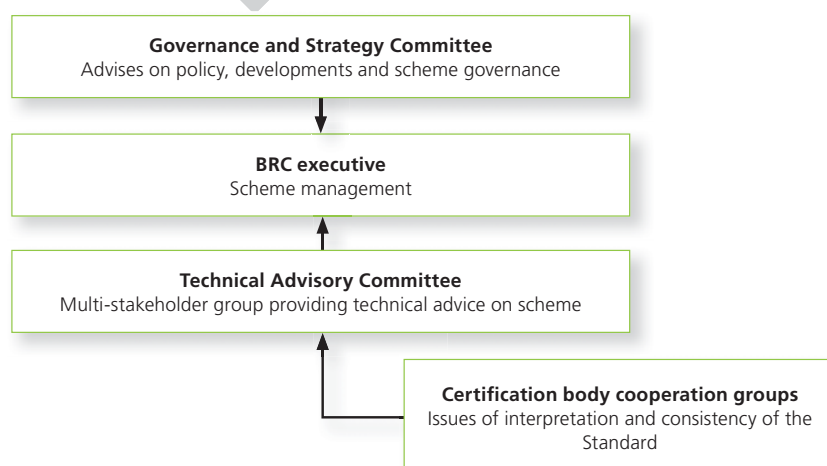 Governance and Strategy Committee
Advises on policy, developments and scheme governance
BRC executive
Scheme management
Technical Advisory Committee
Multi-stakeholder group providing technical advice on scheme
Certification body cooperation groups
Issues of interpretation and consistency of the
Standard